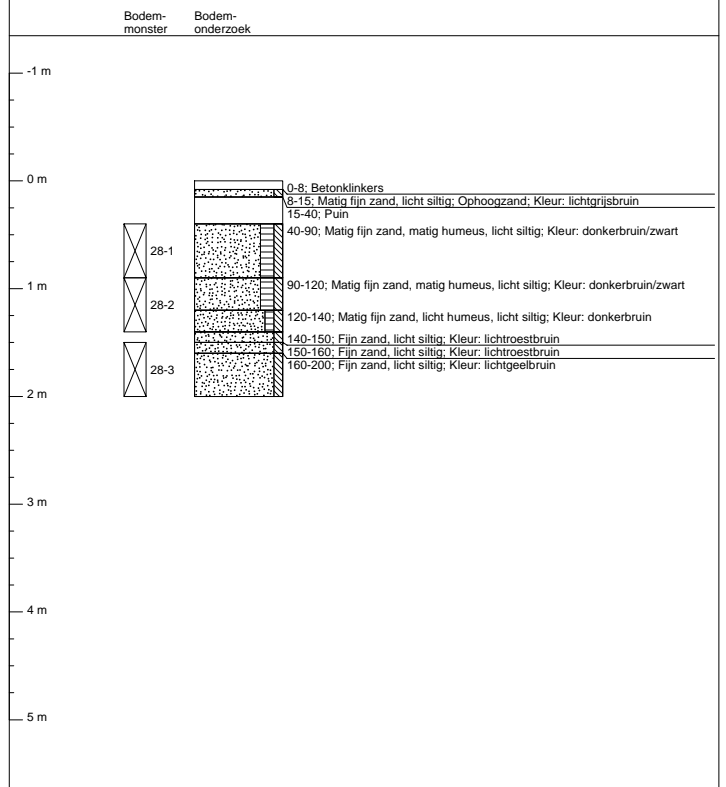 Bodem-
monster
Bodem-
onderzoek
-1 m
0 m
0-8; Betonklinkers
8-15; Matig fijn zand, licht siltig; Ophoogzand; Kleur: lichtgrijsbruin
15-40; Puin
40-90; Matig fijn zand, matig humeus, licht siltig; Kleur: donkerbruin/zwart
28-1
1 m
90-120; Matig fijn zand, matig humeus, licht siltig; Kleur: donkerbruin/zwart
28-2
120-140; Matig fijn zand, licht humeus, licht siltig; Kleur: donkerbruin
140-150; Fijn zand, licht siltig; Kleur: lichtroestbruin
150-160; Fijn zand, licht siltig; Kleur: lichtroestbruin
160-200; Fijn zand, licht siltig; Kleur: lichtgeelbruin
28-3
2 m
3 m
4 m
5 m